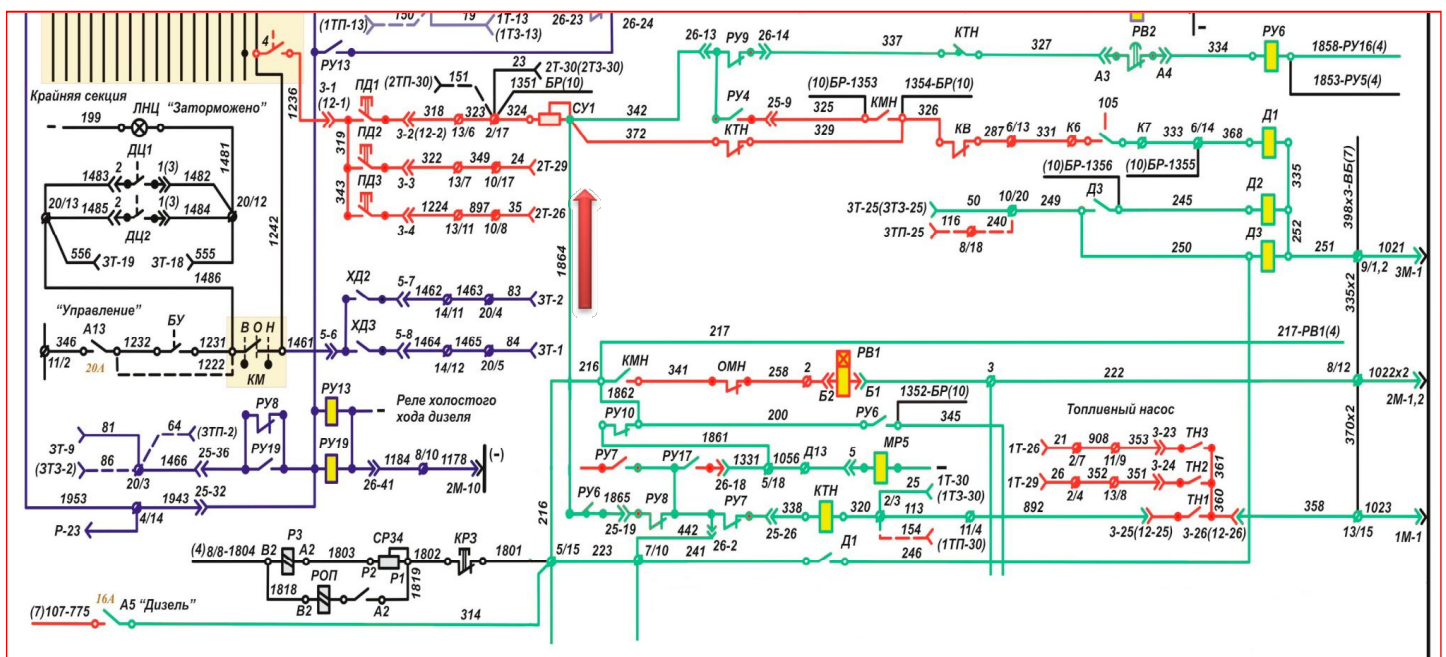 (1ТП-13)
150
19
1Т-13
(1ТЗ-13)
26-23
26-24
26-13
РУ9
26-14
337
КТН
327
РВ2
А3
А4
334
РУ6
1858-РУ16(4)
1853-РУ5(4)
4
РУ13
1236
3-1
(12-1)
ПД1
(2ТП-30)
151
23
2Т-30(2ТЗ-30)
1351
БР(10)
318
323
324
СУ1
342
3-2(12-2)
13/6
2/17
319
ПД2
322
349
24
2Т-29
3-3
13/7
10/17
343
ПД3
1224
897
35
2Т-26
3-4
13/11
10/8
372
КТН
329
РУ4
25-9
325
(10)БР-1353
КМН
1354-БР(10)
326
КВ
287
6/13
331
К6
105
К7
333
6/14
368
Д1
(10)БР-1356
(10)БР-1355
335
398х3-ВБ(7)
Крайняя секция
ЛНЦ
"Заторможено"
199
1481
ДЦ1
1483
2
1(3)
1482
20/13
1485
2
1(3)
1484
20/12
ДЦ2
556
ЗТ-19
ЗТ-18
555
1486
1242
3Т-25(3ТЗ-25)
50
10/20
249
Д3
245
Д2
3ТП-25
116
240
8/18
250
Д3
252
251
9/1,2
1021
3М-1
335х2
1864
ХД2
5-7
1462
1463
83
3Т-2
14/11
20/4
"Управление"
346
А13
1232
БУ
1231
В О Н
1461
5-6
ХД3
5-8
1464
1465
84
3Т-1
11/2
20А
1222
КМ
14/12
20/5
217
217-РВ1(4)
216
КМН
341
ОМН
258
2
РВ1
Б2
Б1
3
222
8/12
1022х2
2М-1,2
1862
РУ10
200
РУ6
1352-БР(10)
345
370х2
РУ13
Реле холостого
хода дизеля
РУ8
81
64
(3ТП-2)
3Т-9
(3ТЗ-2)
86
1466
25-36
РУ19
РУ19
1184
8/10
1178
(-)
20/3
26-41
2М-10
1953
1943
25-32
4/14
Р-23
1861
РУ7
РУ17
1331
1056
Д13
5
МР5
26-18
5/18
РУ6
1865
РУ8
РУ7
338
КТН
320
25
1Т-30
(1ТЗ-30)
2/3
113
892
25-19
442
25-26
154
(1ТП-30)
11/4
Топливный насос
1Т-26
21
908
353
3-23
ТН3
2/7
11/9
361
1Т-29
26
352
351
3-24
ТН2
2/4
13/8
360
ТН1
3-25(12-25)
3-26(12-26)
358
1023
13/15
1М-1
216
5/15
223
7/10
241
26-2
Д1
246
(4)8/8-1804
В2
Р3
А2
1803
СР34
Р2
Р1
1802
КР3
1801
1818
РОП
В2
А2
1819
(7)107-775
16А
А5 "Дизель"
314